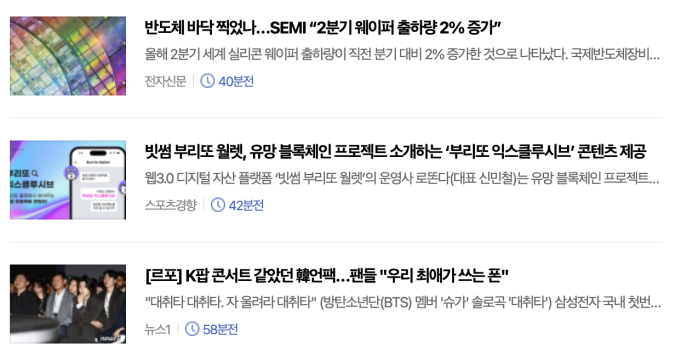 반도체 바닥 찍었나…SEMI “2분기 웨이퍼 출하량 2% 증가”
올해 2분기 세계 실리콘 웨이퍼 출하량이 직전 분기 대비 2% 증가한 것으로 나타났다. 국제반도체장비...
전자신문 40분전
빗썸 부리또 월렛, 유망 블록체인 프로젝트 소개하는 ‘부리또 익스클루시브’ 콘텐츠 제공
부리또
익스클루시브
웹3.0 디지털 자산 플랫폼 ‘빗썸 부리또 월렛’의 운영사 로똔다(대표 신민철)는 유망 블록체인 프로젝트...
스포츠경향 42분전
[르포] K팝 콘서트 같았던 韓언팩…팬들 "우리 최애가 쓰는 폰"
"대취타 대취타. 자 울려라 대취타" (방탄소년단(BTS) 멤버 '슈가' 솔로곡 '대취타') 삼성전자 국내 첫번...
뉴스1 58분전